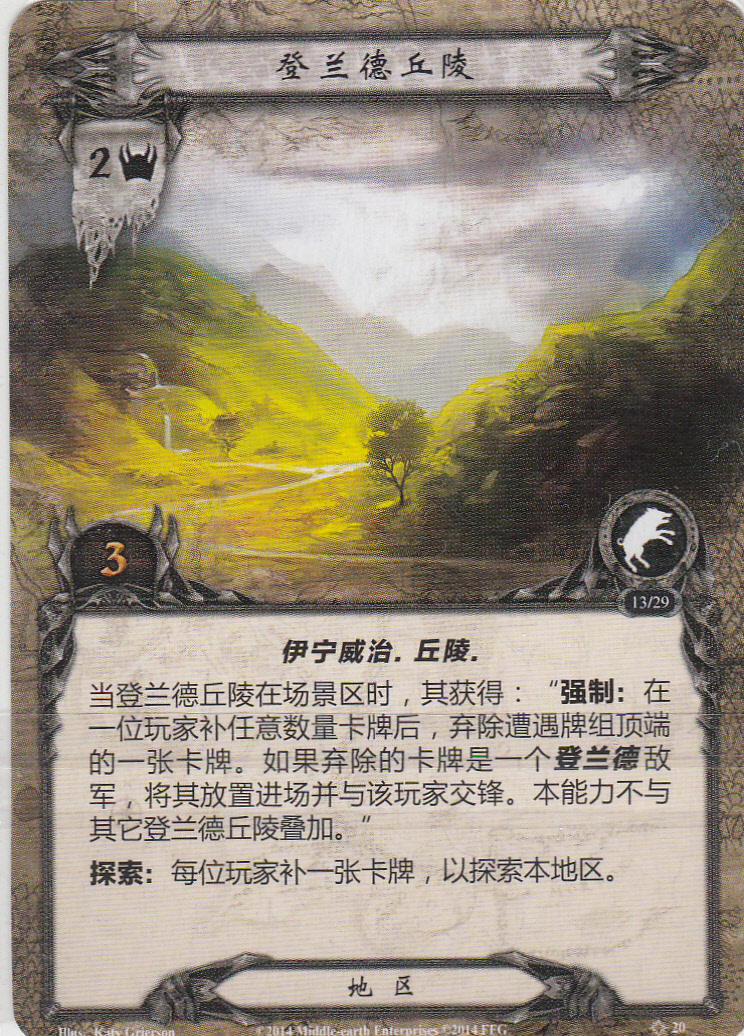 登兰德丘陵
2
3
13/29
伊宁威治. 丘陵.
当登兰德丘陵在场景区时，其获得：“强制：在
一位玩家补任意数量卡牌后，弃除遭遇牌组顶端
的一张卡牌。如果弃除的卡牌是一个登兰德敌
军，将其放置进场并与该玩家交锋。本能力不与
其它登兰德丘陵叠加。”
探索：每位玩家补一张卡牌，以探索本地区。
地区
Illus. Katy Grierson ©2014 Middle-earth Enterprises ©2014 FFG 20